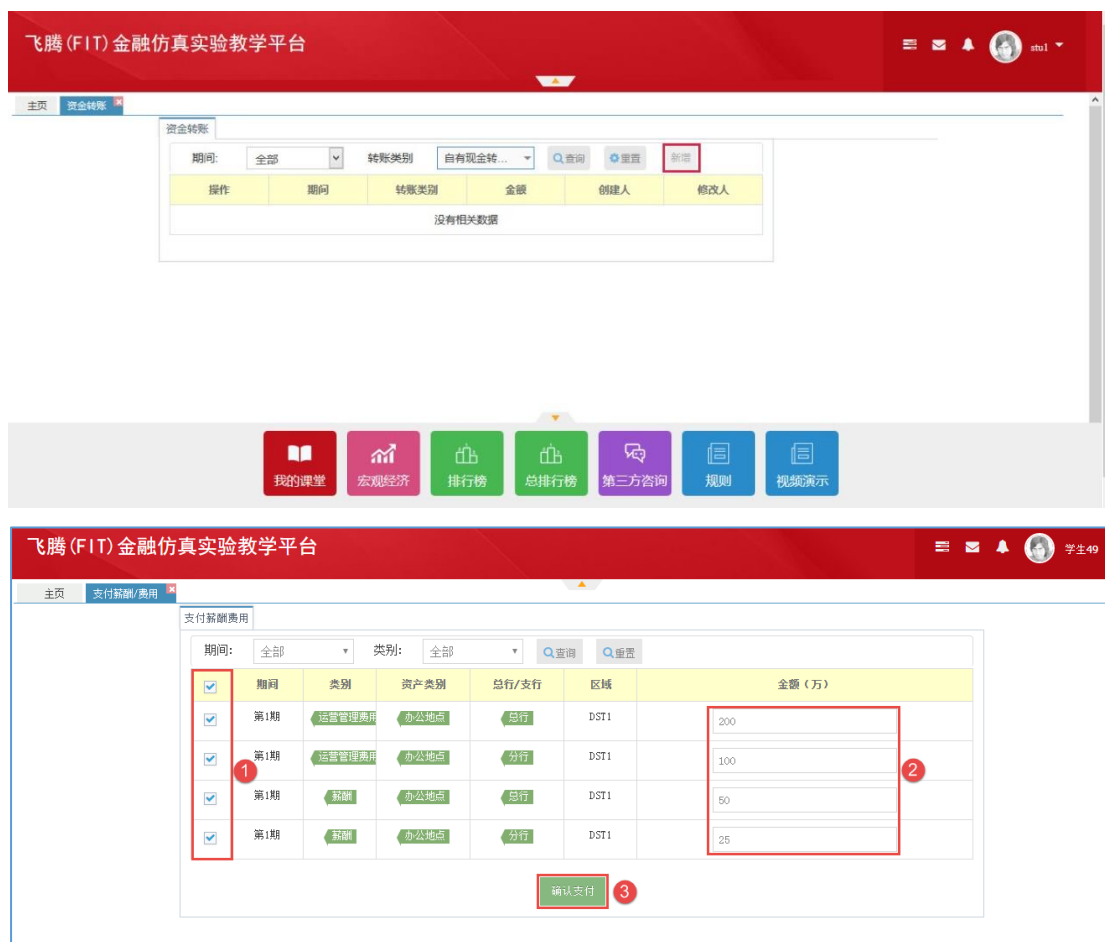 飞腾(FIT)金融仿真实验教学平台
stu1
主页 资金转账
资金转账
期间: 全部 转账类别 自有现金转... 查询 重置 新增
操作 期间 转账类别 金额 创建人 修改人
没有相关数据
我的课堂 宏观经济 排行榜 总排行榜 第三方咨询 规则 视频演示
飞腾(FIT)金融仿真实验教学平台
学生49
主页 支付薪酬/费用
支付薪酬费用
期间: 全部 类别: 全部 查询 重置
期间 类别 资产类别 总行/支行 区域 金额(万)
第1期 运营管理费用 办公地点 总行 DST1 200
第1期 运营管理费用 办公地点 分行 DST1 100
1 2
第1期 薪酬 办公地点 总行 DST1 50
第1期 薪酬 办公地点 分行 DST1 25
确认支付 3